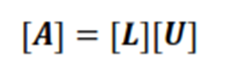 [A] = [L][U]